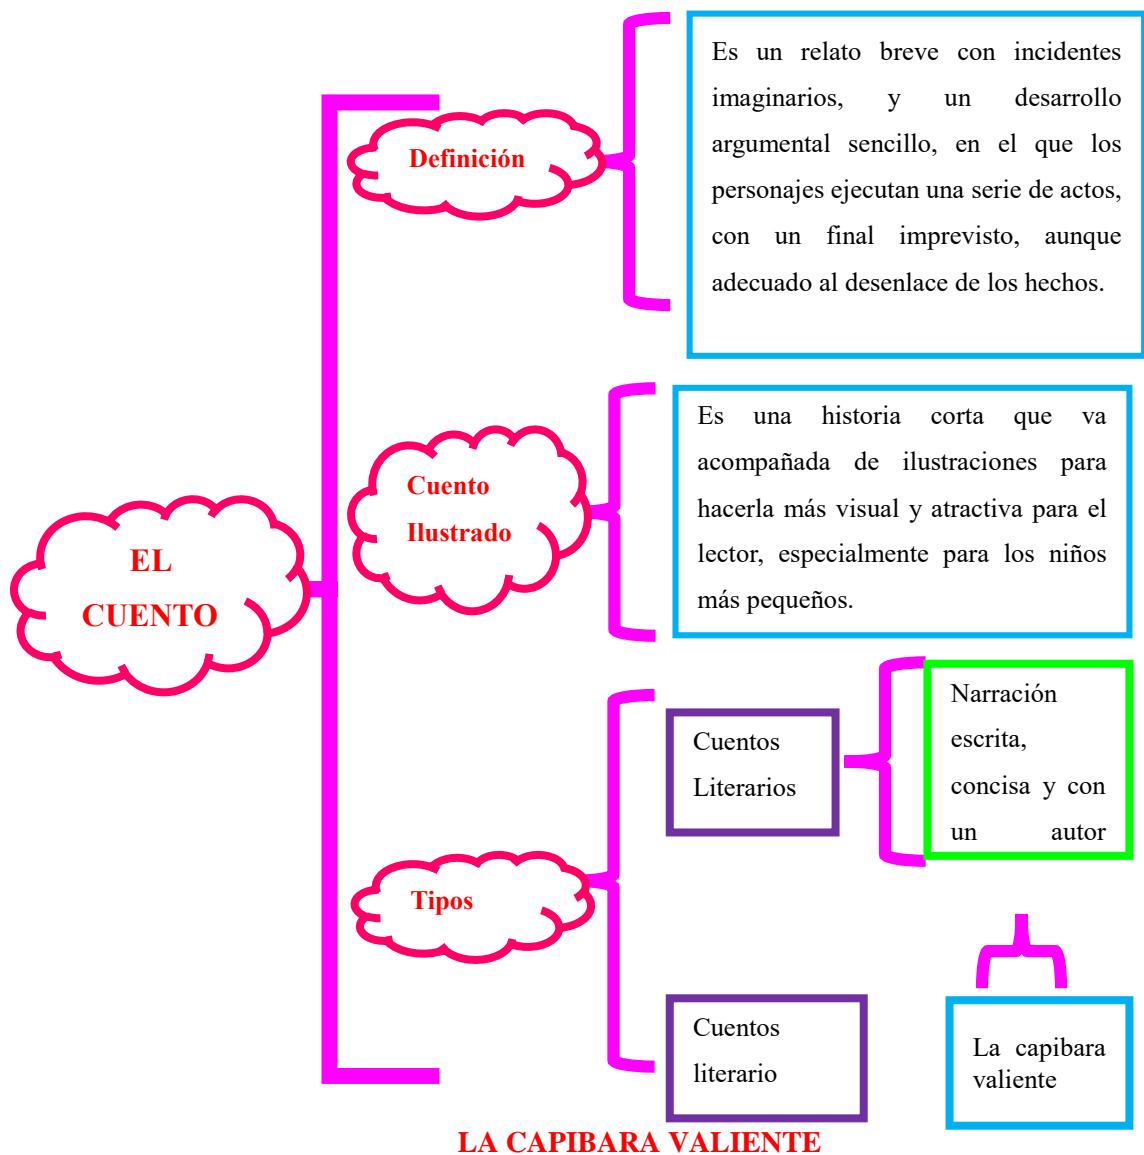 Es un relato breve con incidentes
imaginarios, y un desarrollo
argumental sencillo, en el que los
personajes ejecutan una serie de actos,
con un final imprevisto, aunque
adecuado al desenlace de los hechos.
Definición
Es una historia corta que va
acompañada de ilustraciones para
hacerla más visual y atractiva para el
lector, especialmente para los niños
más pequeños.
Cuento
Ilustrado
EL
CUENTO
Tipos
Cuentos
Literarios
Narración
escrita,
concisa y con
un autor
Cuentos
literario
La capibara
valiente
LA CAPIBARA VALIENTE